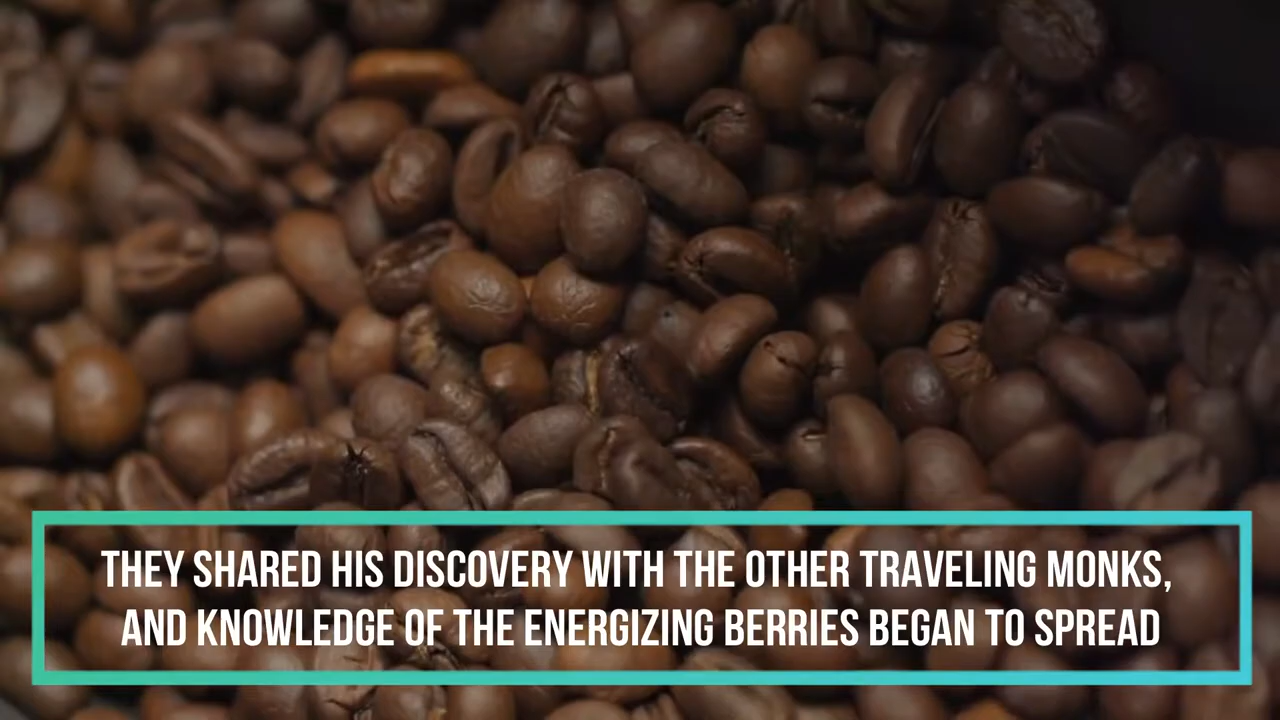 THEY SHARED HIS DISCOVERY WITH THE OTHER TRAVELING MONKS,
AND KNOWLEDGE OF THE ENERGIZING BERRIES BEGAN TO SPREAD